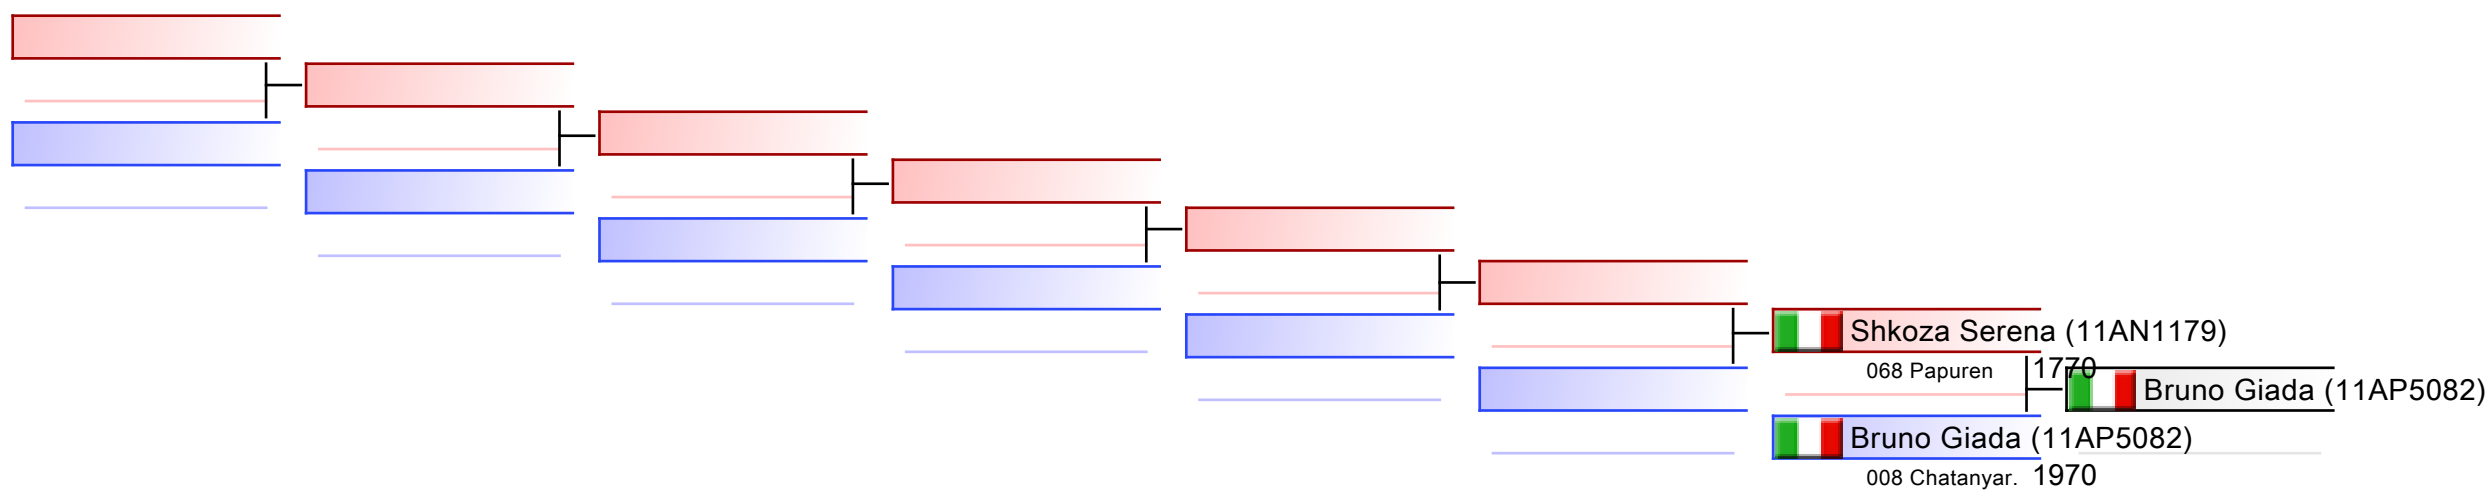 Shkoza Serena (11AN1179)
068 Papuren 1770
Bruno Giada (11AP5082)
Bruno Giada (11AP5082)
008 Chatanyar. 1970